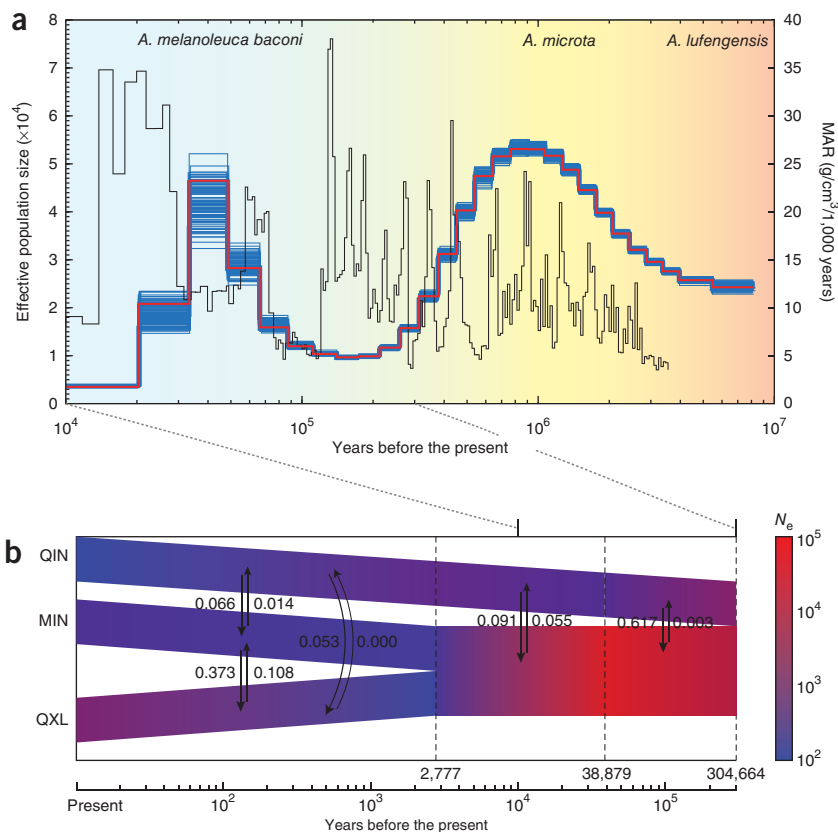 a
A. melanoleuca baconi
A. microta
A. lufengensis
Effective population size (×10⁴)
8
7
6
5
4
3
2
1
0
MAR (g/cm³/1,000 years)
40
35
30
25
20
15
10
5
0
10⁴
10⁵
10⁶
10⁷
Years before the present
b
QIN
MIN
QXL
0.066 0.014
0.053 0.000
0.373 0.108
0.091 0.055
0.617 0.003
Nₑ
10⁵
10⁴
10³
10²
2,777
38,879
304,664
Present
10²
10³
10⁴
10⁵
Years before the present